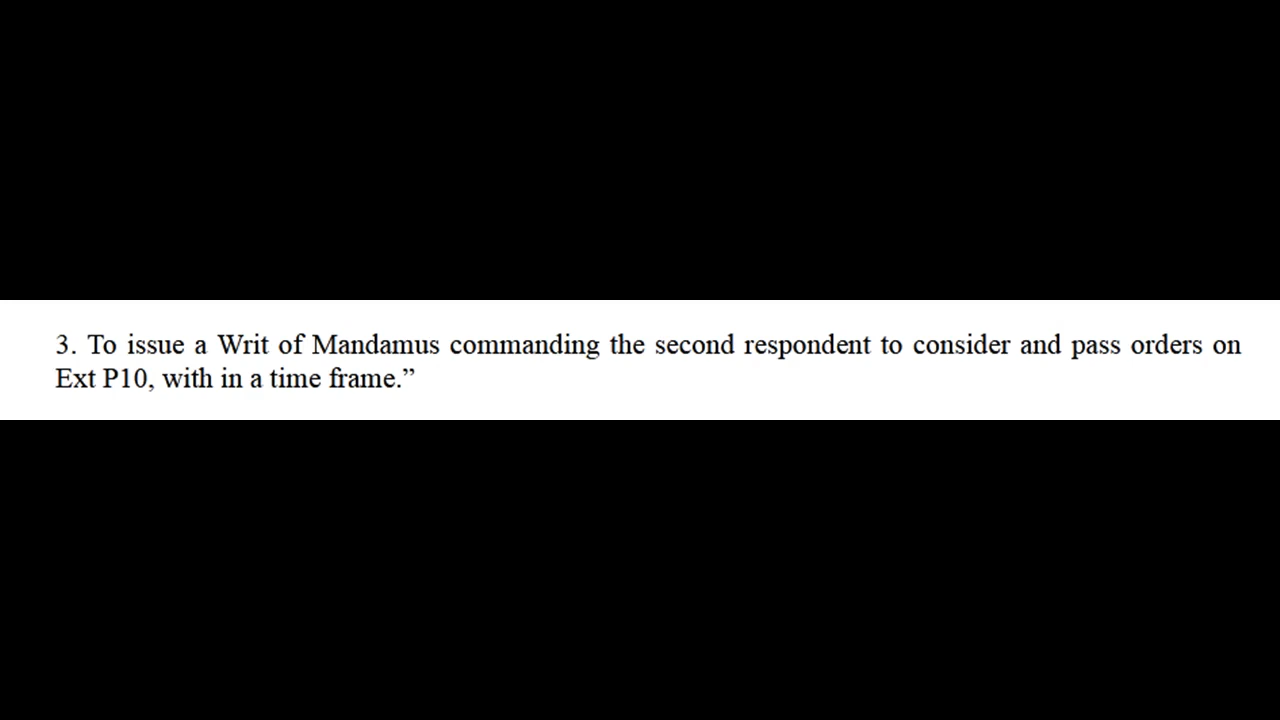 3. To issue a Writ of Mandamus commanding the second respondent to consider and pass orders on
Ext P10, with in a time frame.”